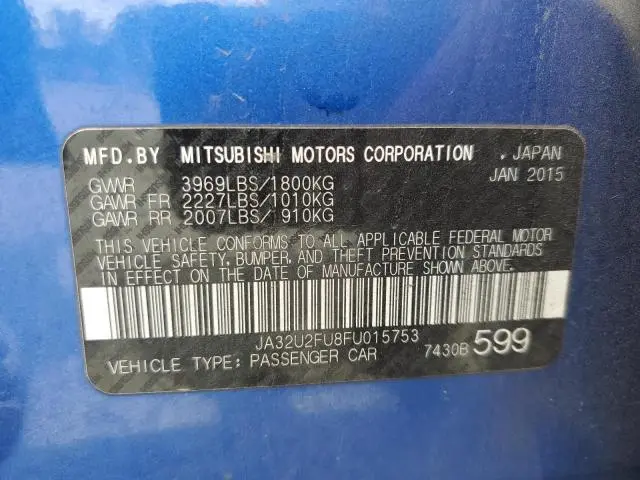 MFD.BY MITSUBISHI MOTORS CORPORATION , JAPAN
JAN 2015
GVWR 3969LBS/1800KG
GAWR FR 2227LBS/1010KG
GAWR RR 2007LBS/ 910KG
THIS VEHICLE CONFORMS TO ALL APPLICABLE FEDERAL MOTOR
VEHICLE SAFETY, BUMPER, AND THEFT PREVENTION STANDARDS
IN EFFECT ON THE DATE OF MANUFACTURE SHOWN ABOVE.
JA32U2FU8FU015753
VEHICLE TYPE: PASSENGER CAR 7430B 599